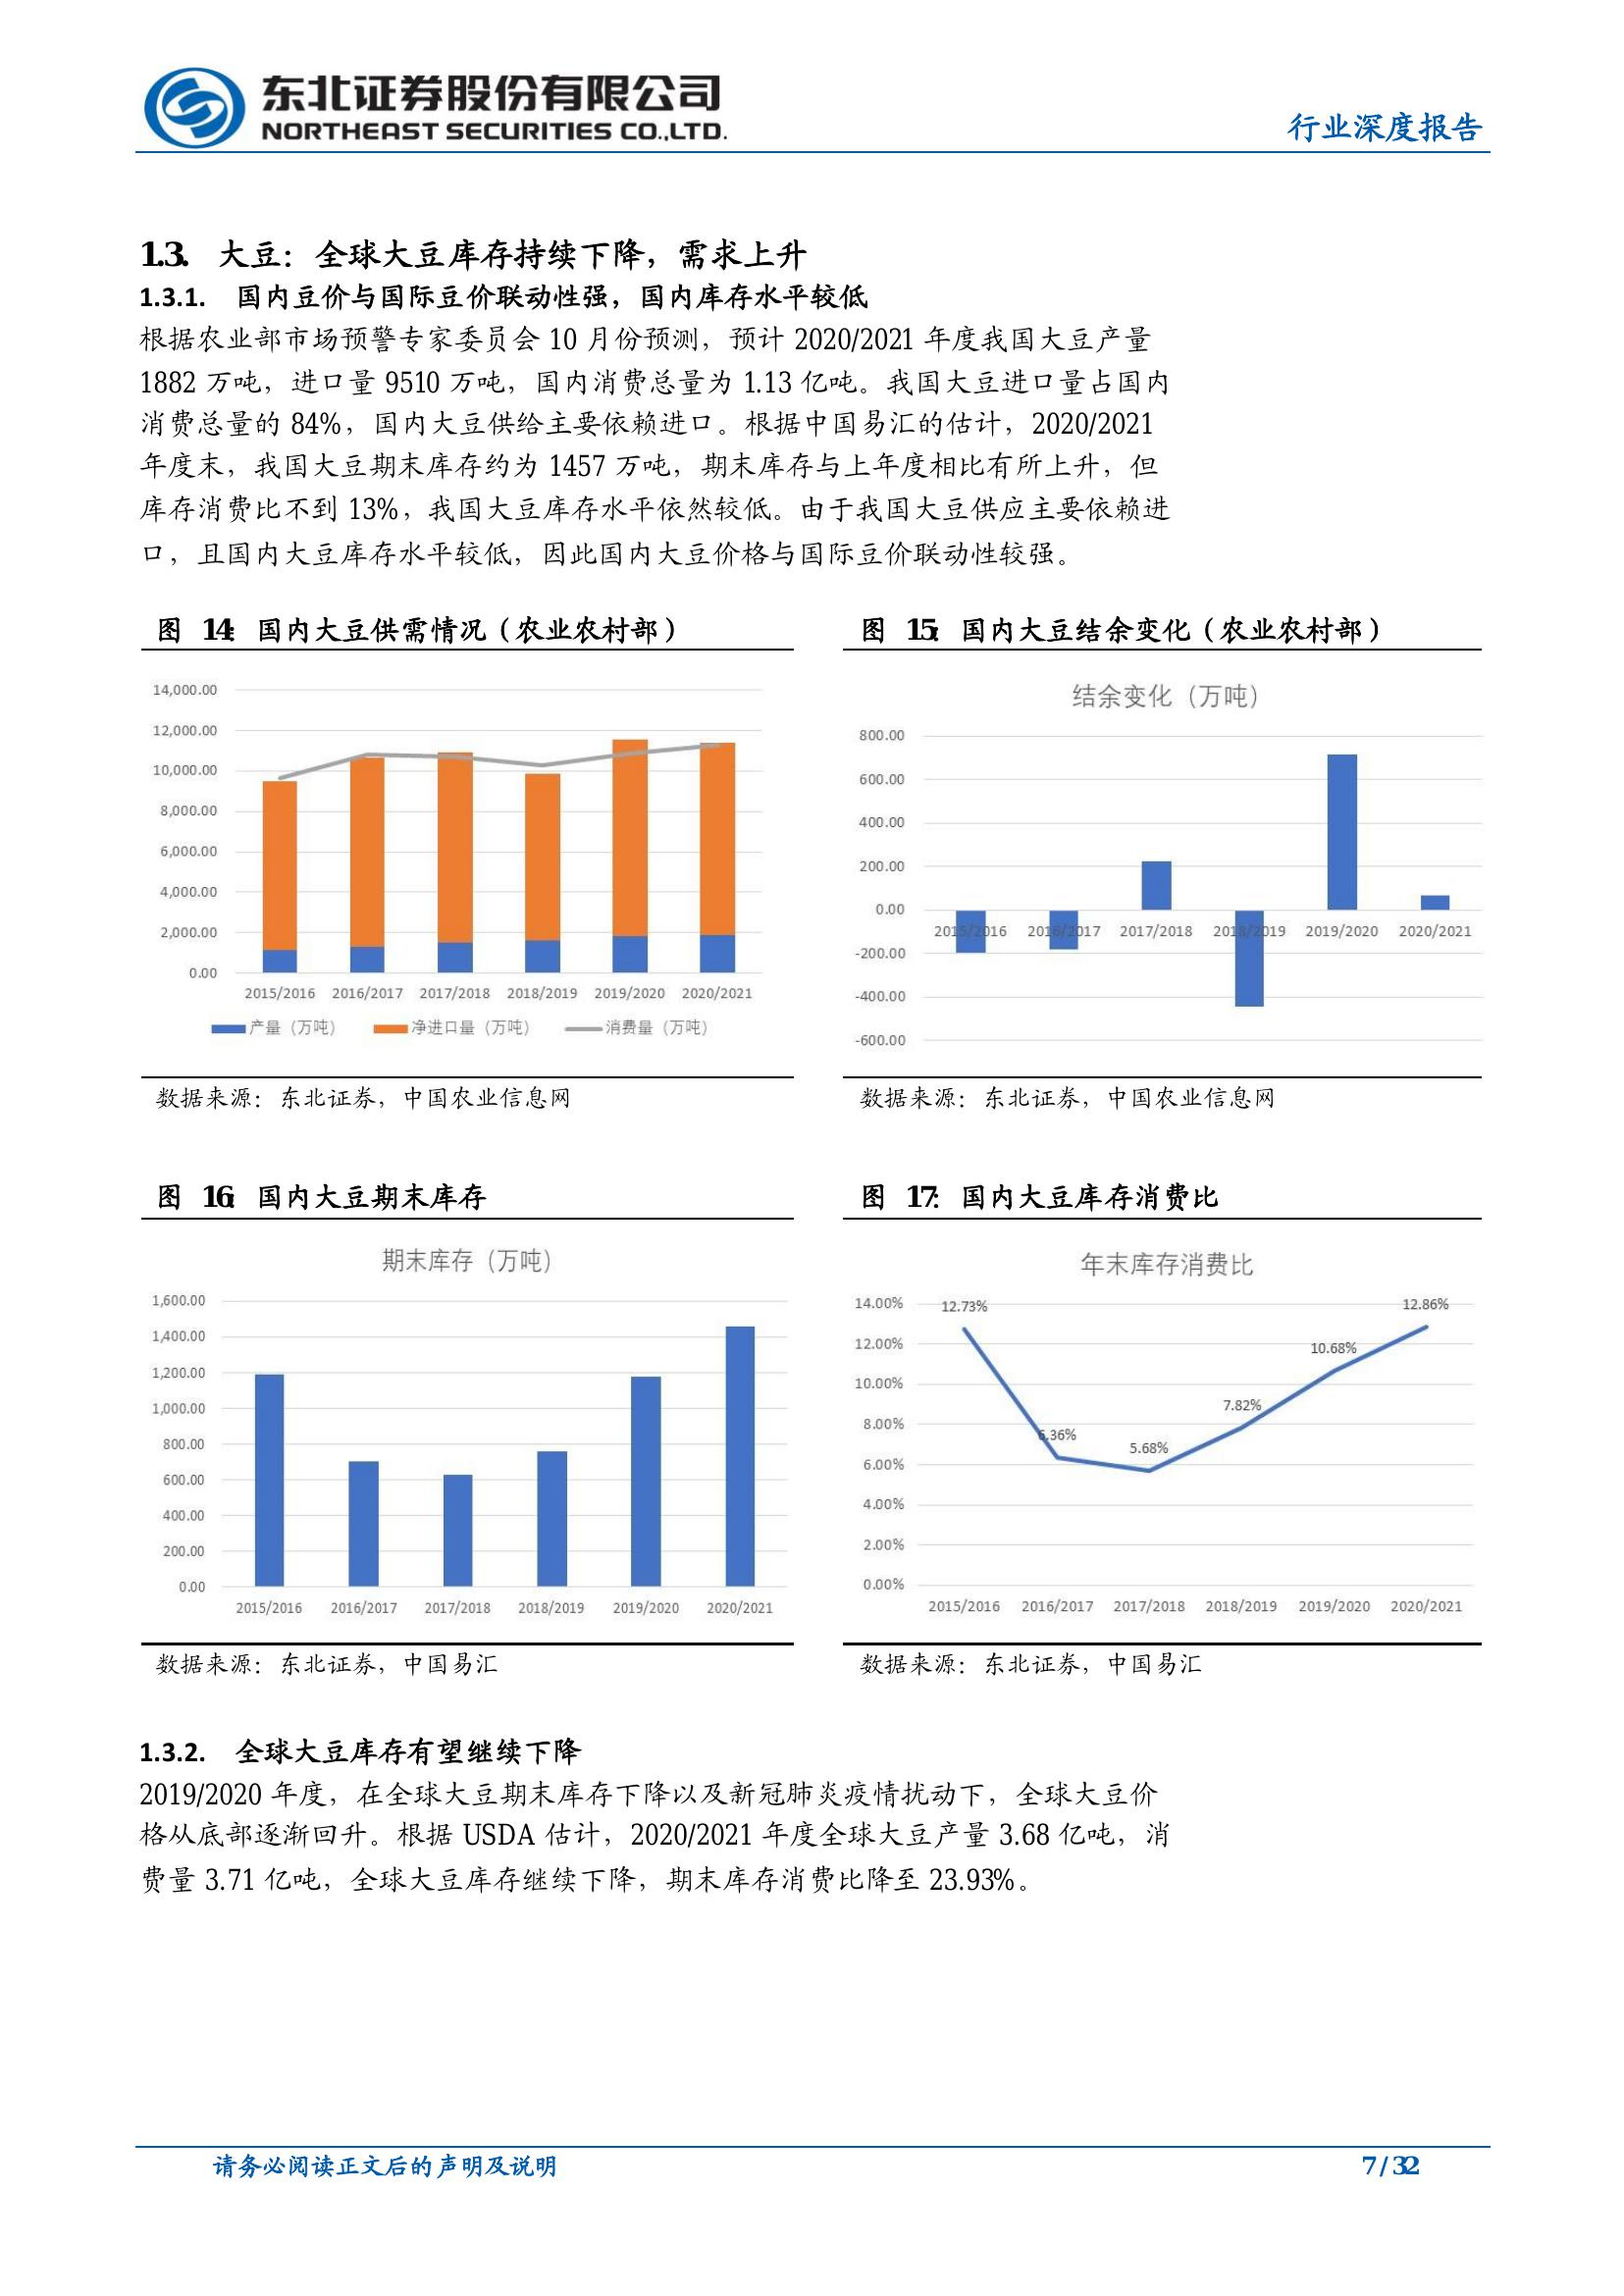 东北证券股份有限公司
NORTHEAST SECURITIES CO.,LTD.
行业深度报告
1.3. 大豆：全球大豆库存持续下降，需求上升
1.3.1. 国内豆价与国际豆价联动性强，国内库存水平较低
根据农业部市场预警专家委员会 10 月份预测，预计 2020/2021 年度我国大豆产量
1882 万吨，进口量 9510 万吨，国内消费总量为 1.13 亿吨。我国大豆进口量占国内
消费总量的 84%，国内大豆供给主要依赖进口。根据中国易汇的估计，2020/2021
年度末，我国大豆期末库存约为 1457 万吨，期末库存与上年度相比有所上升，但
库存消费比不到 13%，我国大豆库存水平依然较低。由于我国大豆供应主要依赖进
口，且国内大豆库存水平较低，因此国内大豆价格与国际豆价联动性较强。
图 14：国内大豆供需情况（农业农村部）
14,000.00
12,000.00
10,000.00
8,000.00
6,000.00
4,000.00
2,000.00
0.00
2015/2016 2016/2017 2017/2018 2018/2019 2019/2020 2020/2021
产量（万吨） 净进口量（万吨） 消费量（万吨）
数据来源：东北证券，中国农业信息网
图 15：国内大豆结余变化（农业农村部）
结余变化（万吨）
800.00
600.00
400.00
200.00
0.00
2015/2016 2016/2017 2017/2018 2018/2019 2019/2020 2020/2021
-200.00
-400.00
-600.00
数据来源：东北证券，中国农业信息网
图 16：国内大豆期末库存
期末库存（万吨）
1,600.00
1,400.00
1,200.00
1,000.00
800.00
600.00
400.00
200.00
0.00
2015/2016 2016/2017 2017/2018 2018/2019 2019/2020 2020/2021
数据来源：东北证券，中国易汇
图 17：国内大豆库存消费比
年末库存消费比
14.00%
12.00%
10.00%
8.00%
6.00%
4.00%
2.00%
0.00%
12.73%
6.36%
5.68%
7.82%
10.68%
12.86%
2015/2016 2016/2017 2017/2018 2018/2019 2019/2020 2020/2021
数据来源：东北证券，中国易汇
1.3.2. 全球大豆库存有望继续下降
2019/2020 年度，在全球大豆期末库存下降以及新冠肺炎疫情扰动下，全球大豆价
格从底部逐渐回升。根据 USDA 估计，2020/2021 年度全球大豆产量 3.68 亿吨，消
费量 3.71 亿吨，全球大豆库存继续下降，期末库存消费比降至 23.93%。
请务必阅读正文后的声明及说明
7 / 32